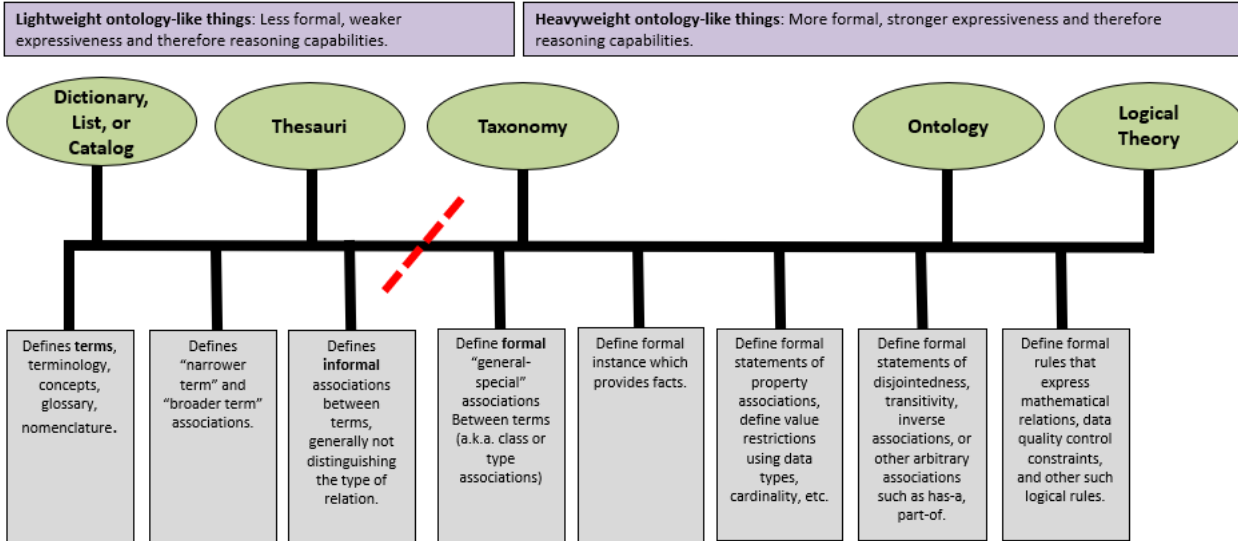 Lightweight ontology-like things: Less formal, weaker
expressiveness and therefore reasoning capabilities.
Heavyweight ontology-like things: More formal, stronger expressiveness and therefore
reasoning capabilities.
Dictionary,
List, or
Catalog
Thesauri
Taxonomy
Ontology
Logical
Theory
Defines terms,
terminology,
concepts,
glossary,
nomenclature.
Defines
“narrower
term” and
“broader term”
associations.
Defines
informal
associations
between
terms,
generally not
distinguishing
the type of
relation.
Define formal
“general-
special”
associations
Between terms
(a.k.a. class or
type
associations)
Define formal
instance which
provides facts.
Define formal
statements of
property
associations,
define value
restrictions
using data
types,
cardinality, etc.
Define formal
statements of
disjointedness,
transitivity,
inverse
associations, or
other arbitrary
associations
such as has-a,
part-of.
Define formal
rules that
express
mathematical
relations, data
quality control
constraints,
and other such
logical rules.